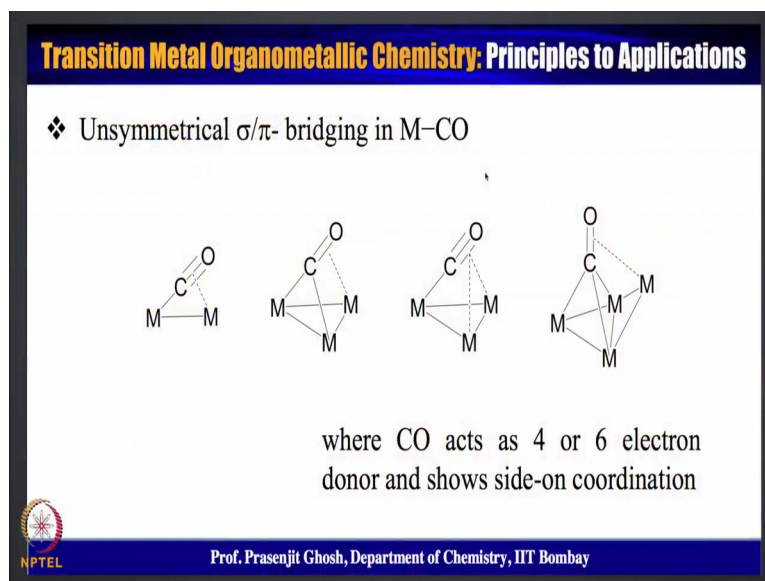 Transition Metal Organometallic Chemistry: Principles to Applications
❖ Unsymmetrical σ/π- bridging in M−CO
O
C
M M
O
C
M M
M
O
C
M M
M
O
C
M
M
M
M
where CO acts as 4 or 6 electron
donor and shows side-on coordination
NPTEL
Prof. Prasenjit Ghosh, Department of Chemistry, IIT Bombay